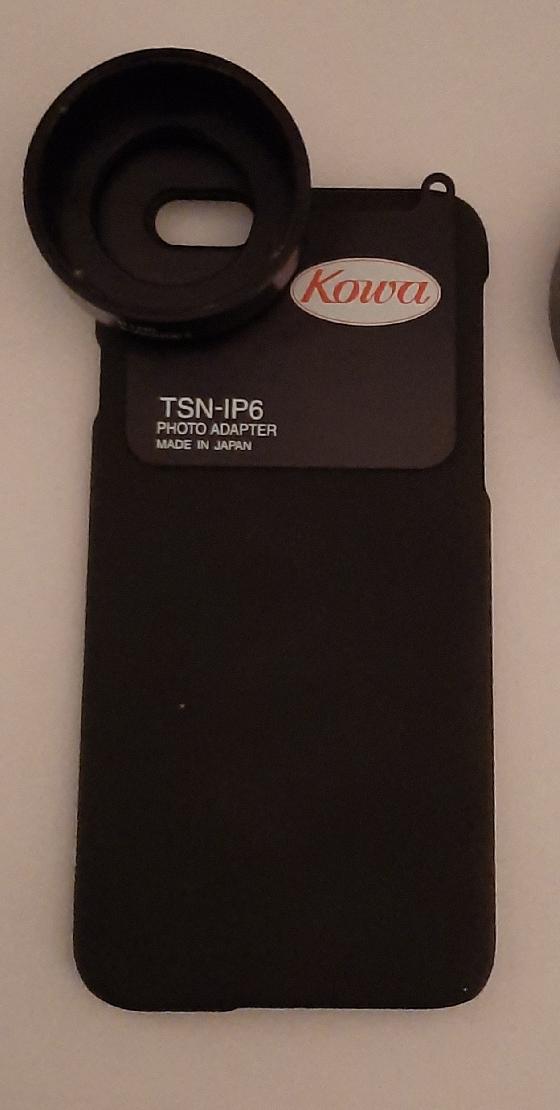 Kowa
TSN-IP6
PHOTO ADAPTER
MADE IN JAPAN